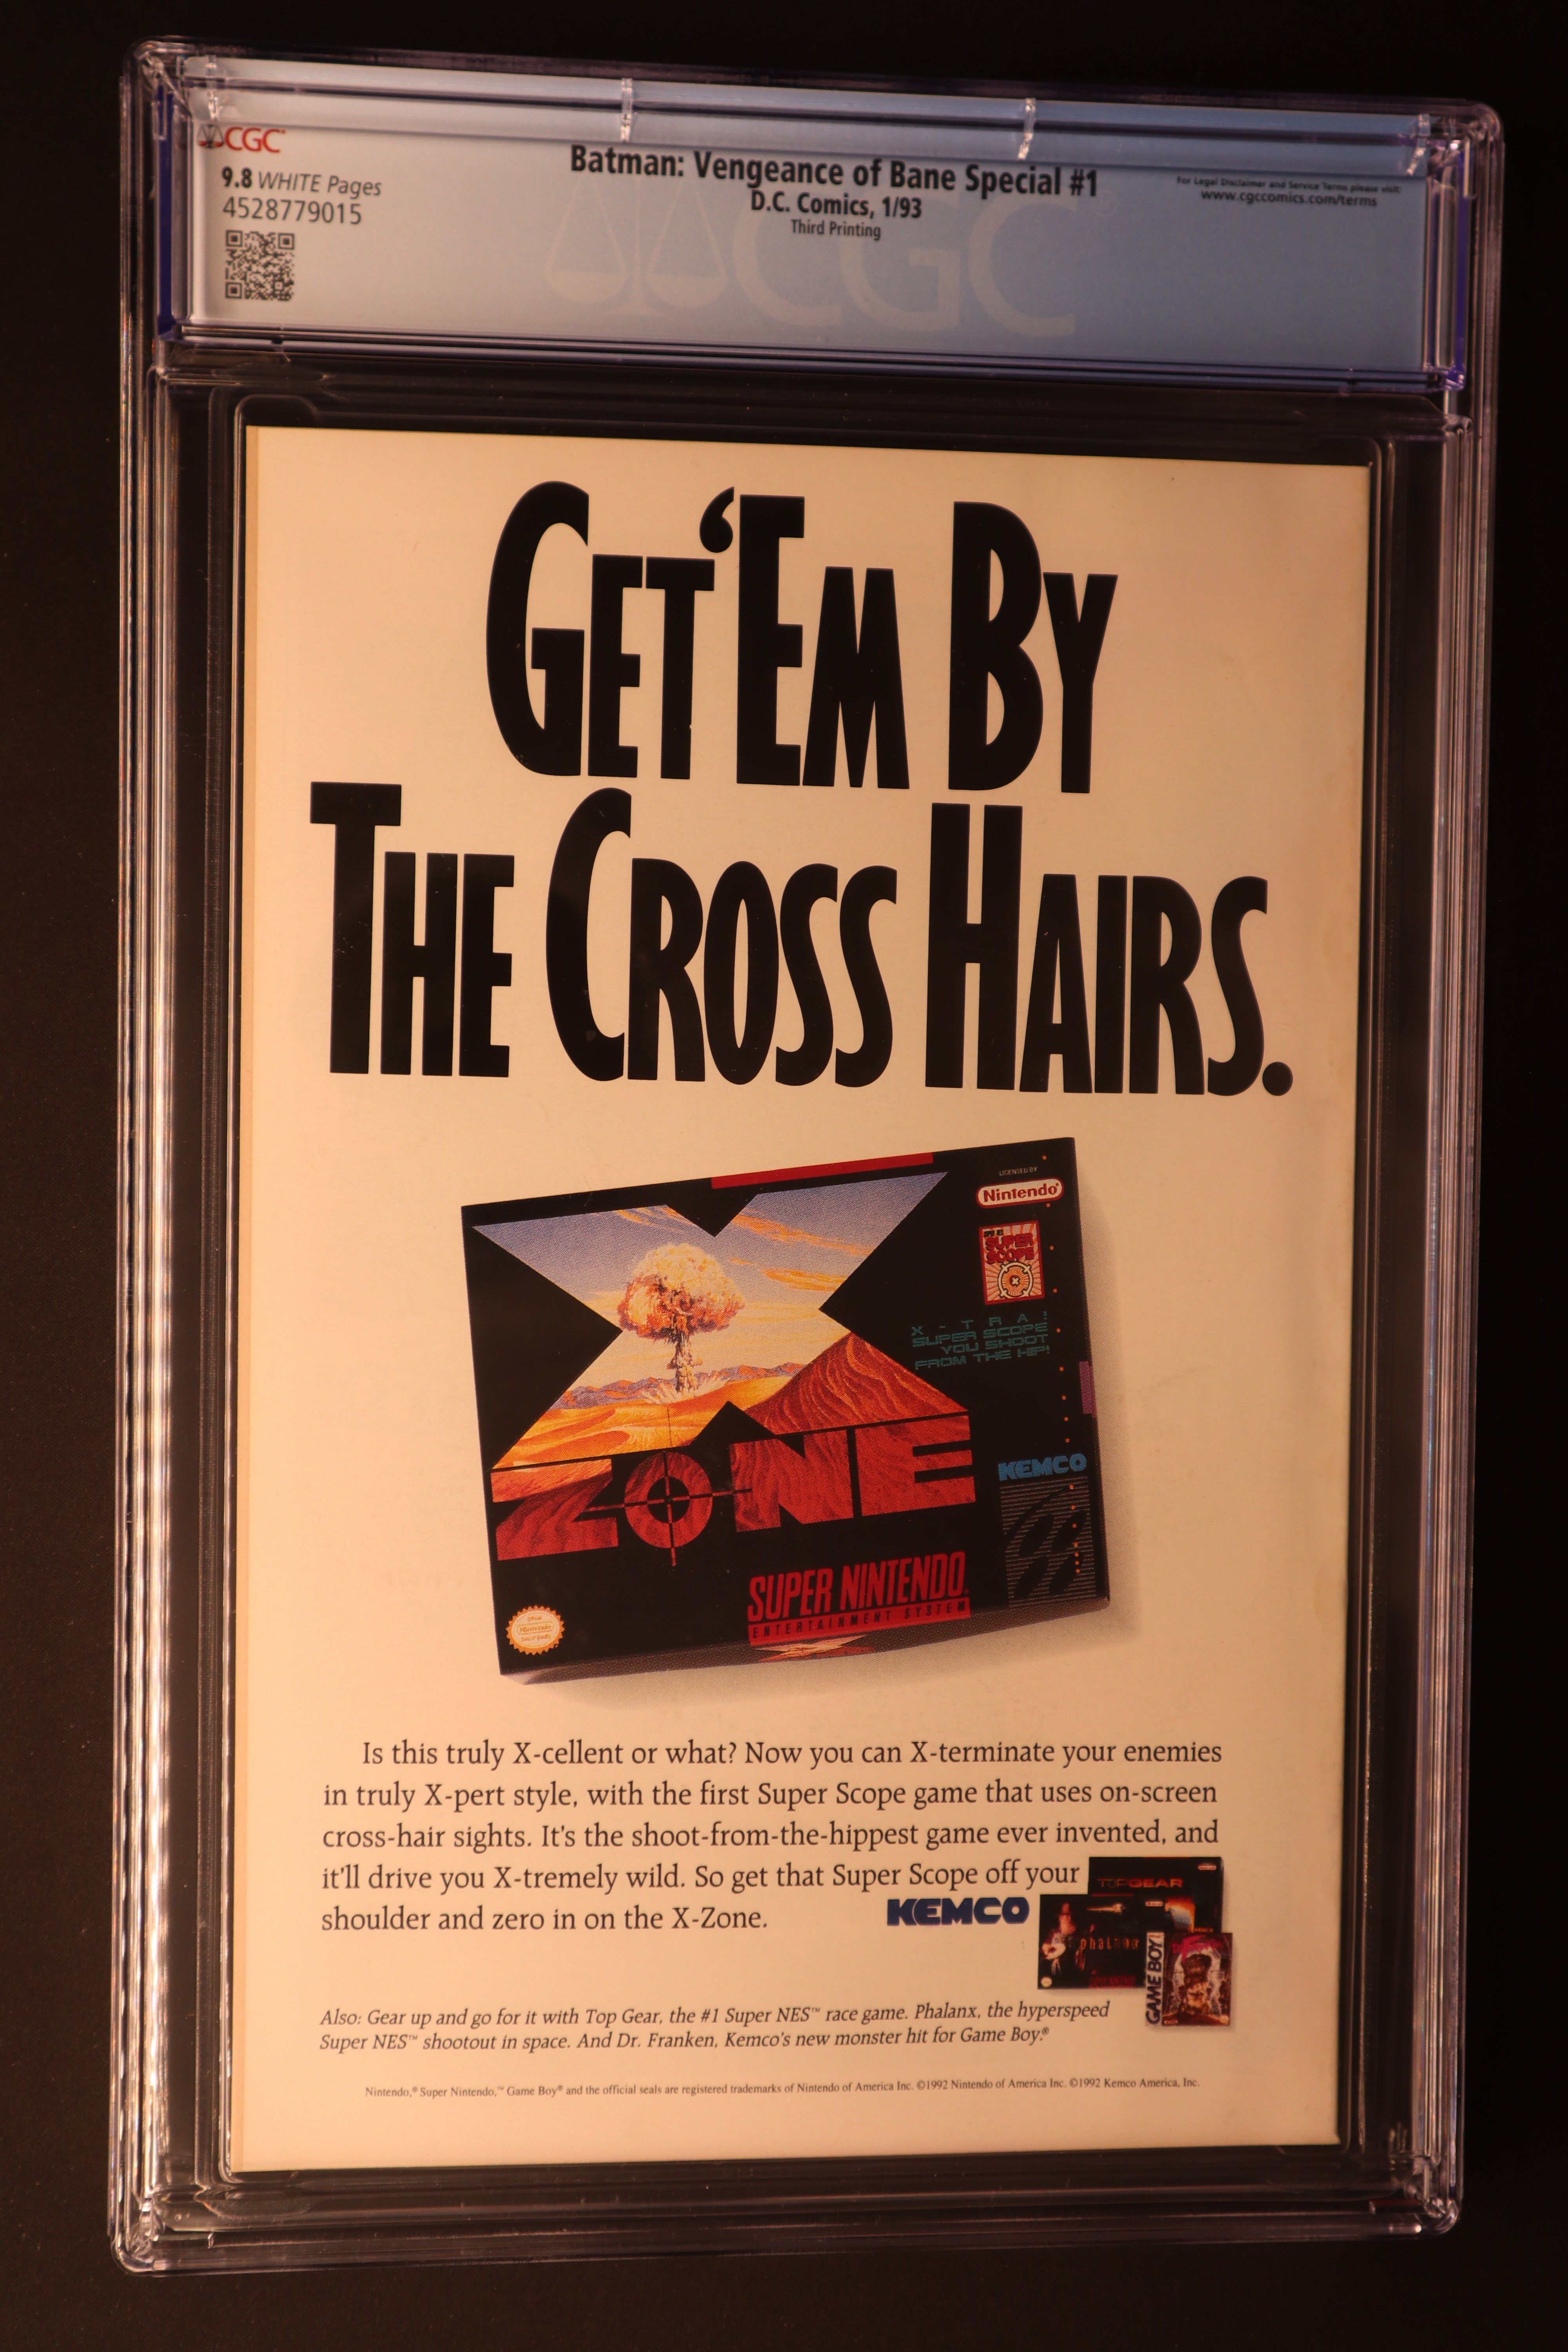 CGC
9.8 WHITE Pages
4528779015
Batman: Vengeance of Bane Special #1
D.C. Comics, 1/93
Third Printing
For Legal Disclaimer and Service Terms please visit:
www.cgccomics.com/terms
CGC
GET ‘EM BY
THE CROSS HAIRS.
LICENSED BY
Nintendo
SUPER
SCOPE
X - T R A !
SUPER SCOPE
YOU SHOOT
FROM THE HIP!
X
ZONE
KEMCO
SUPER NINTENDO
ENTERTAINMENT SYSTEM
Is this truly X-cellent or what? Now you can X-terminate your enemies
in truly X-pert style, with the first Super Scope game that uses on-screen
cross-hair sights. It's the shoot-from-the-hippest game ever invented, and
it'll drive you X-tremely wild. So get that Super Scope off your
shoulder and zero in on the X-Zone.
KEMCO
TOP GEAR
phalanx
GAME BOY
Also: Gear up and go for it with Top Gear, the #1 Super NES™ race game. Phalanx, the hyperspeed
Super NES™ shootout in space. And Dr. Franken, Kemco's new monster hit for Game Boy.®
Nintendo,® Super Nintendo,™ Game Boy® and the official seals are registered trademarks of Nintendo of America Inc. ©1992 Nintendo of America Inc. ©1992 Kemco America, Inc.